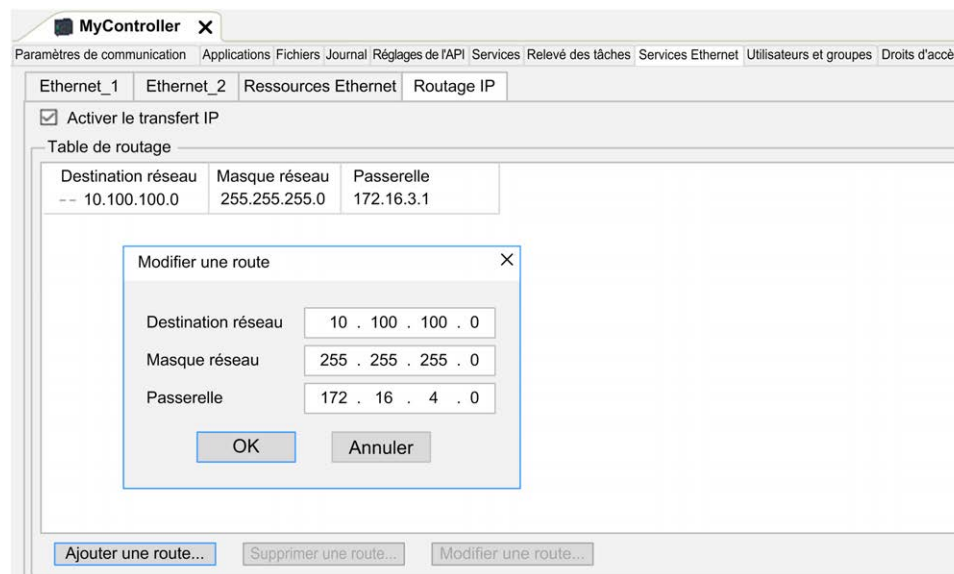 MyController X
Paramètres de communication Applications Fichiers Journal Réglages de l'API Services Relevé des tâches Services Ethernet Utilisateurs et groupes Droits d'accè
Ethernet_1 Ethernet_2 Ressources Ethernet Routage IP
Activer le transfert IP
Table de routage
Destination réseau Masque réseau Passerelle
-- 10.100.100.0 255.255.255.0 172.16.3.1
Modifier une route
Destination réseau 10 . 100 . 100 . 0
Masque réseau 255 . 255 . 255 . 0
Passerelle 172 . 16 . 4 . 0
OK Annuler
Ajouter une route... Supprimer une route... Modifier une route...